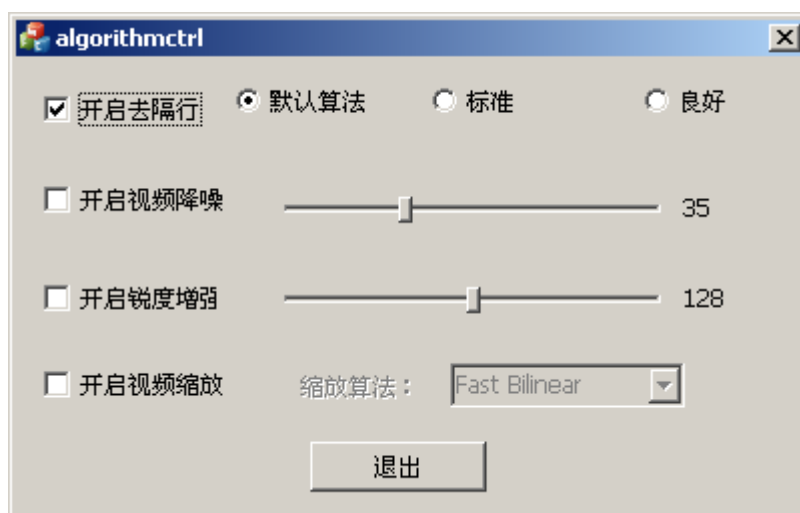 algorithmctrl
开启去隔行 默认算法 标准 良好
开启视频降噪 35
开启锐度增强 128
开启视频缩放 缩放算法： Fast Bilinear
退出